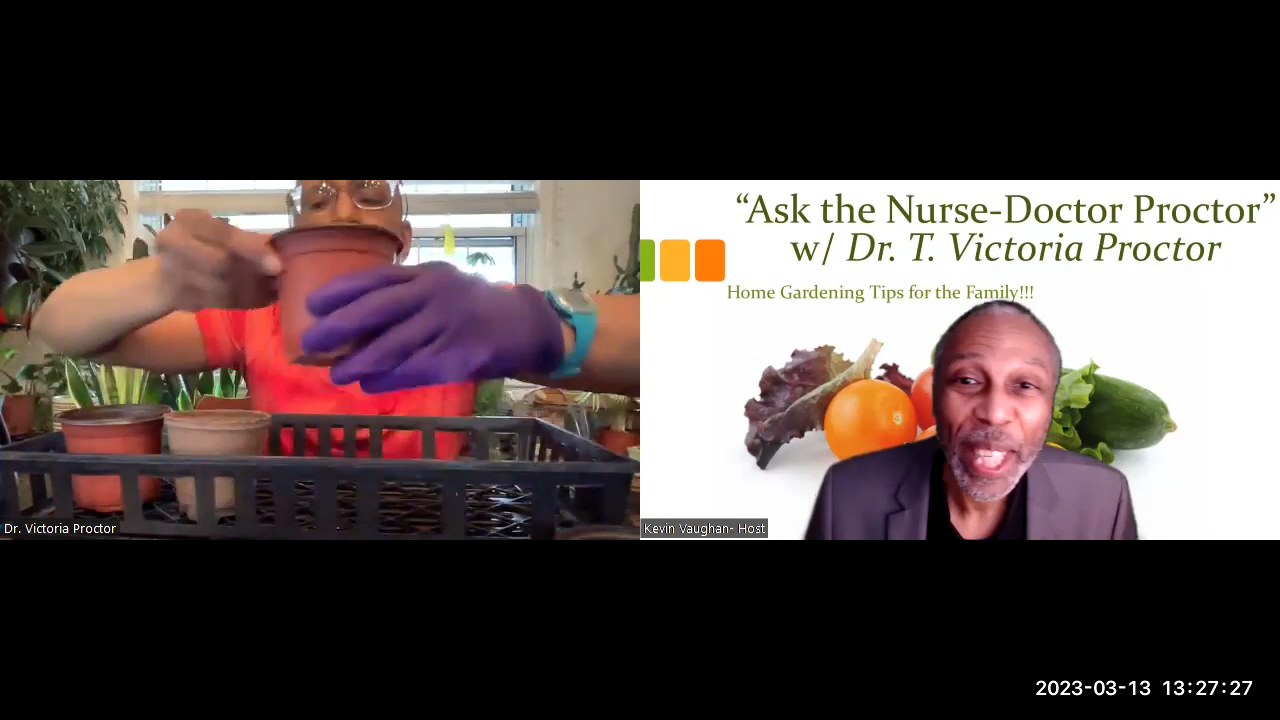 “Ask the Nurse-Doctor Proctor”
w/ Dr. T. Victoria Proctor
Home Gardening Tips for the Family!!!
Dr. Victoria Proctor
Kevin Vaughan- Host
2023-03-13 13:27:27